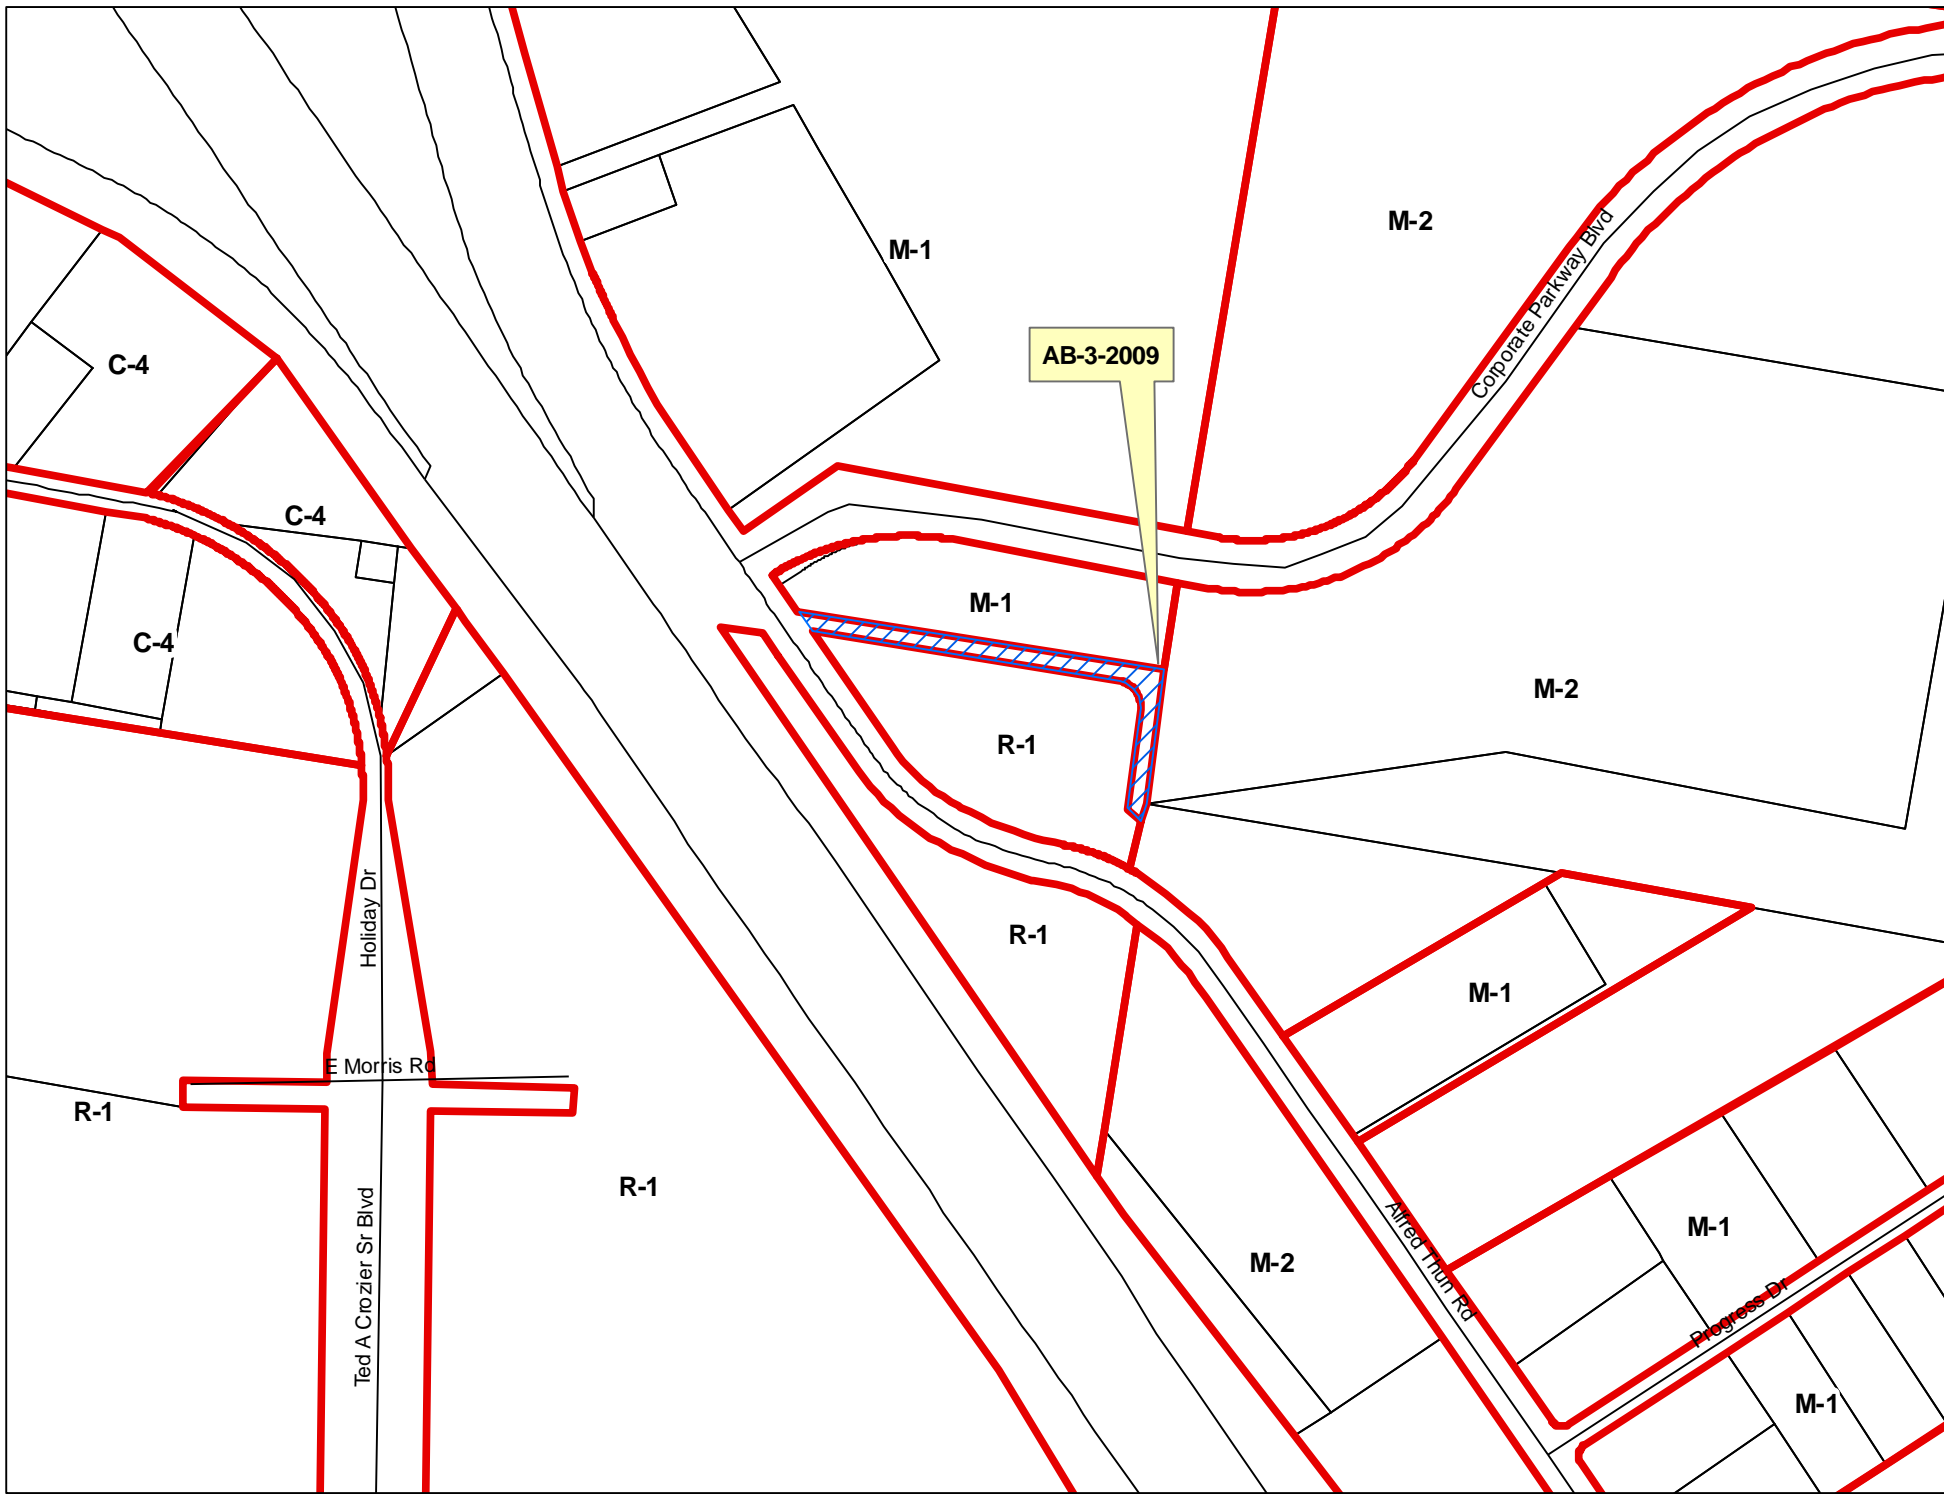 M-2
Corporate Parkway Blvd
M-1
AB-3-2009
C-4
C-4
M-1
C-4
M-2
R-1
Holiday Dr
R-1
M-1
E Morris Rd
R-1
R-1
Ted A Crozier Sr Blvd
M-1
M-2
Alfred Thun Rd
Progress Dr
M-1